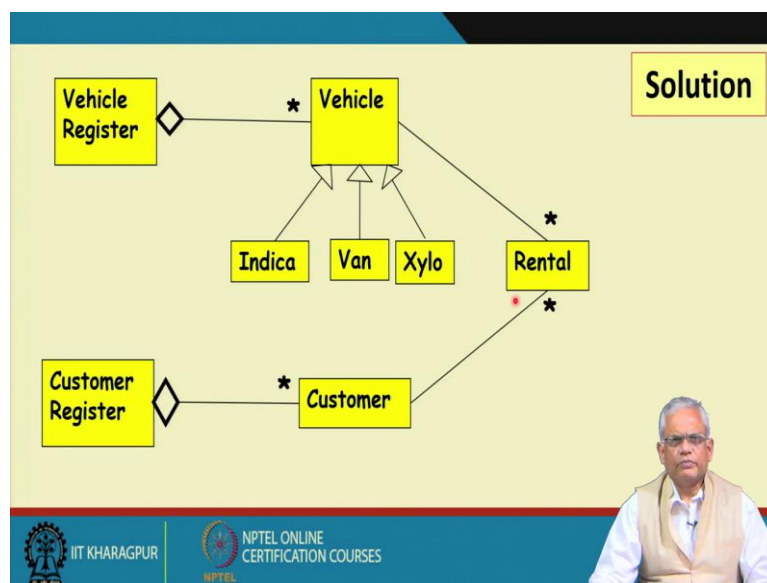 Solution
Vehicle
Register
*
Vehicle
Indica
Van
Xylo
*
Rental
*
Customer
Register
*
Customer
IIT KHARAGPUR
NPTEL
NPTEL ONLINE
CERTIFICATION COURSES